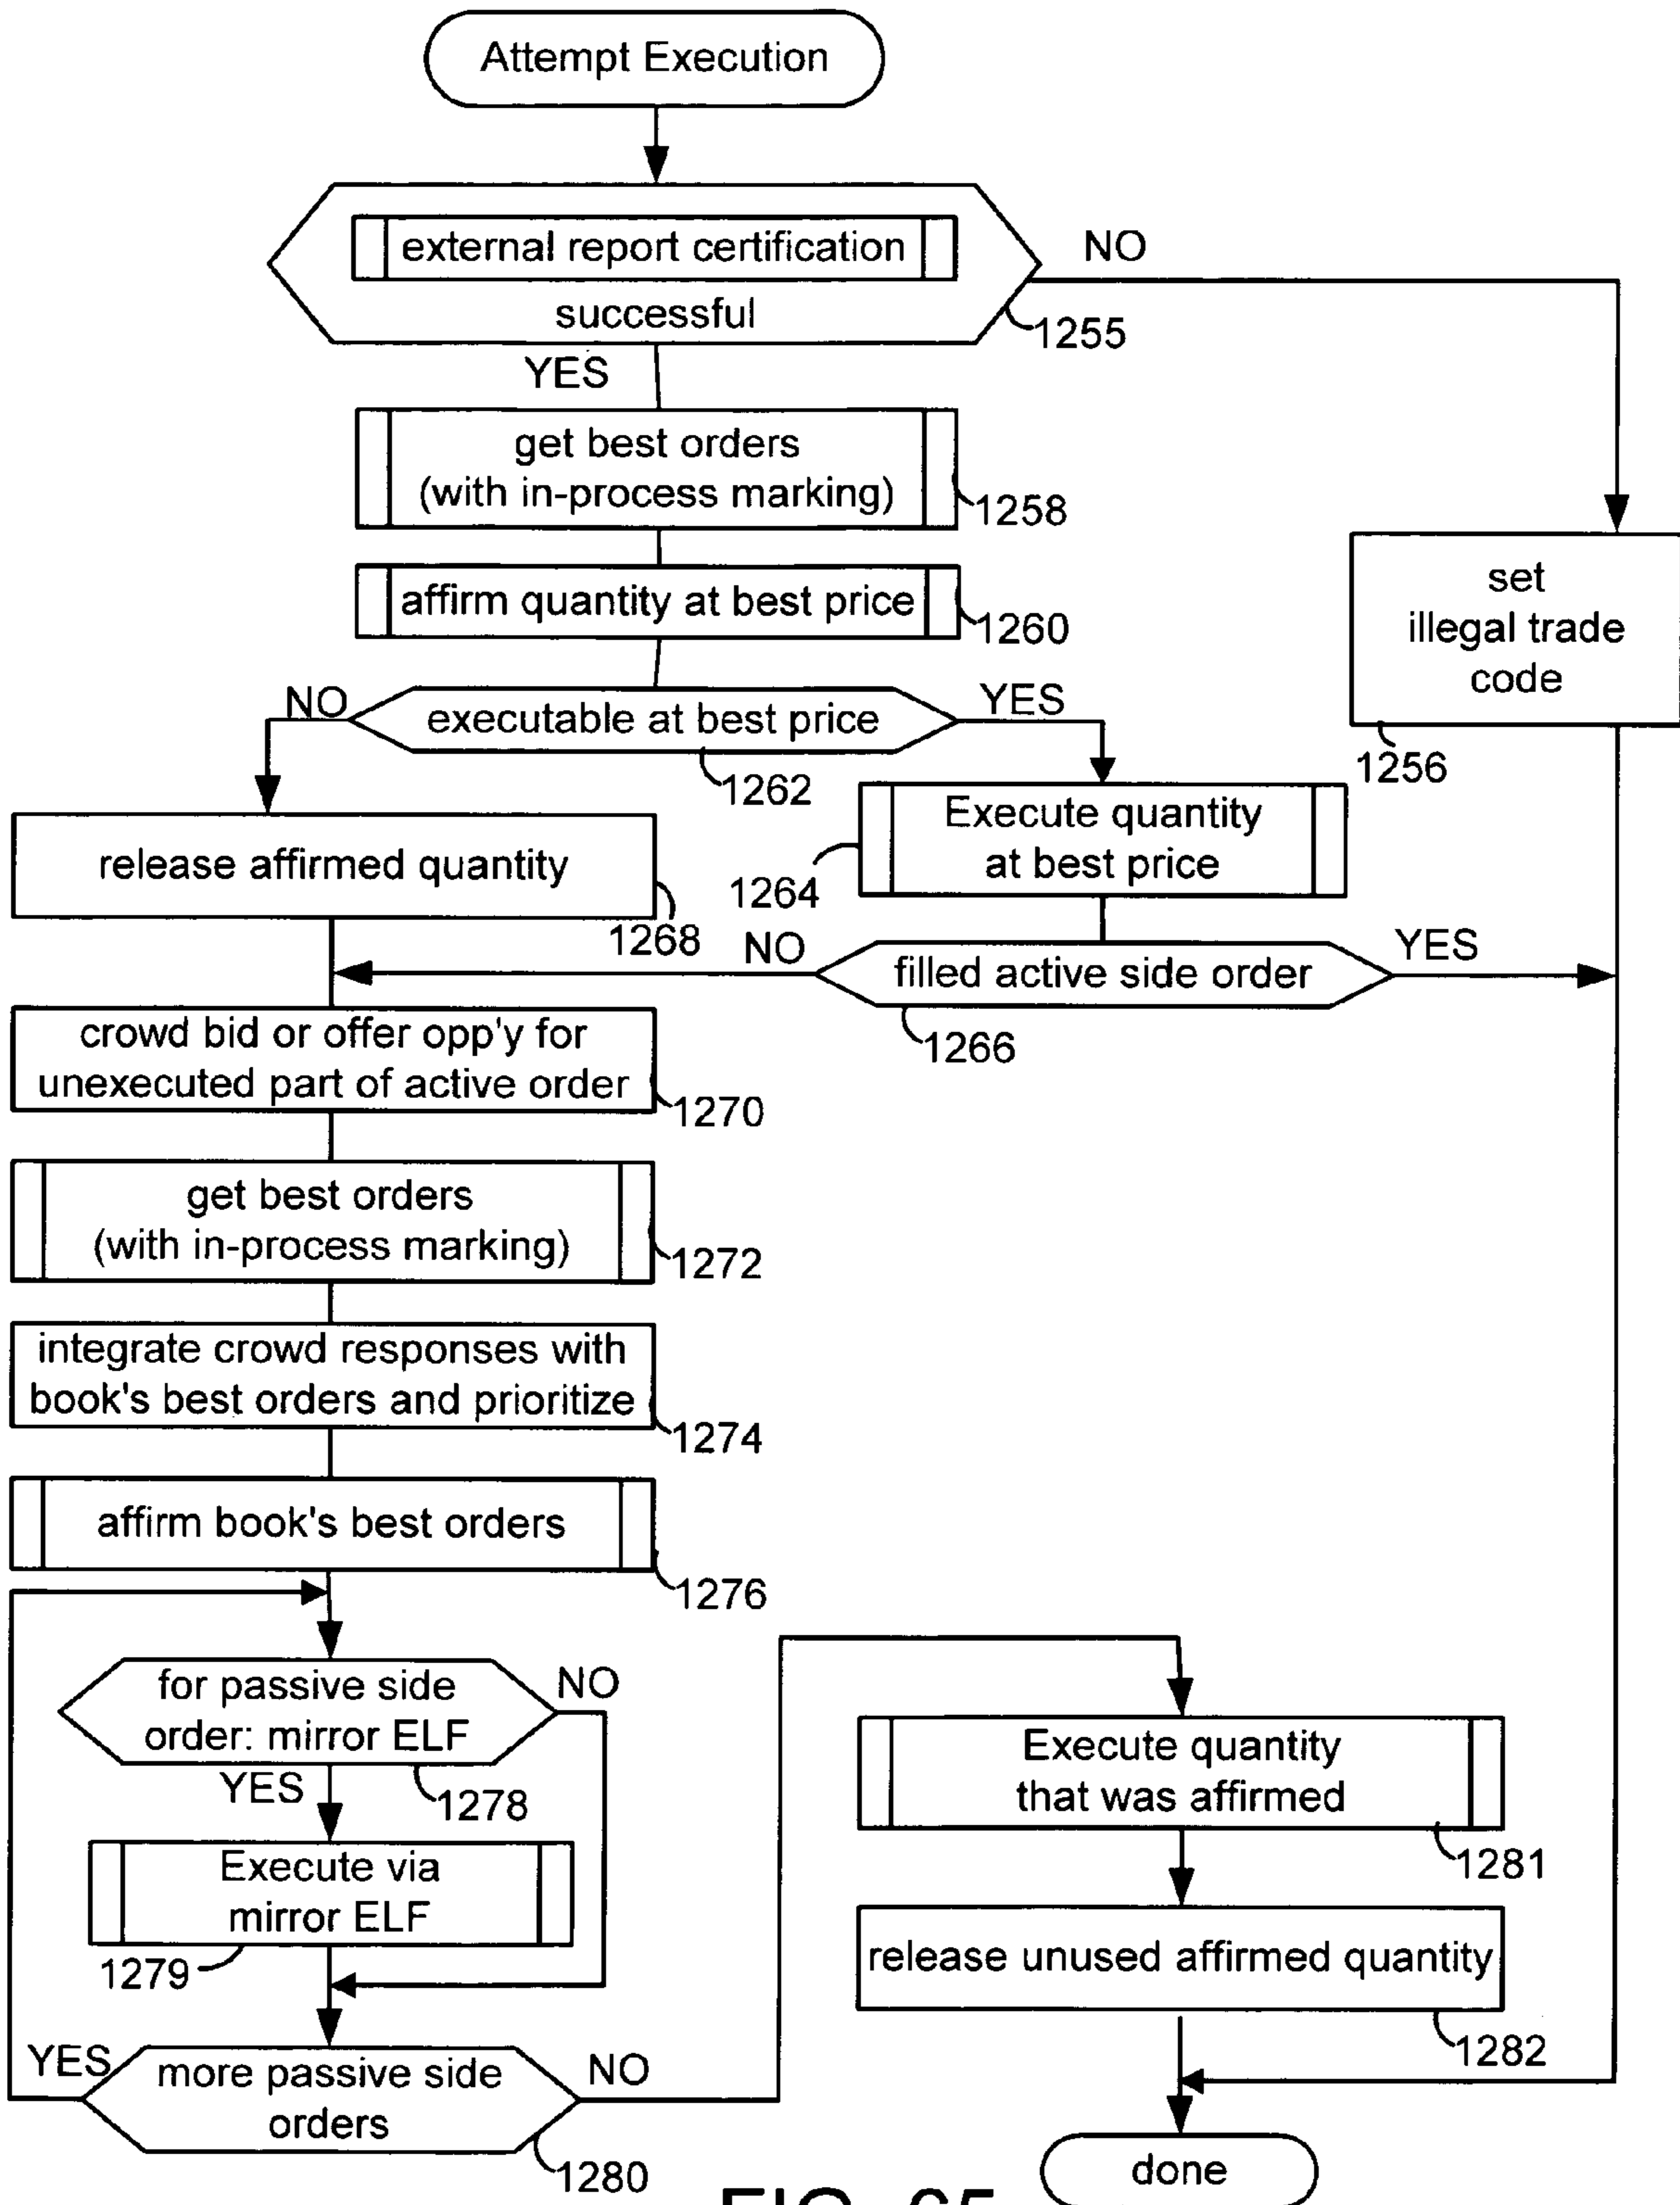 Attempt Execution
external report certification
successful
NO
1255
YES
get best orders
(with in-process marking)
1258
affirm quantity at best price
1260
set
illegal trade
code
1256
NO
executable at best price
YES
1262
release affirmed quantity
1268
Execute quantity
at best price
1264
NO
filled active side order
YES
1266
crowd bid or offer opp'y for
unexecuted part of active order
1270
get best orders
(with in-process marking)
1272
integrate crowd responses with
book's best orders and prioritize
1274
affirm book's best orders
1276
for passive side
order: mirror ELF
NO
YES
1278
Execute via
mirror ELF
1279
YES
more passive side
orders
NO
1280
Execute quantity
that was affirmed
1281
release unused affirmed quantity
1282
done
FIG. 65